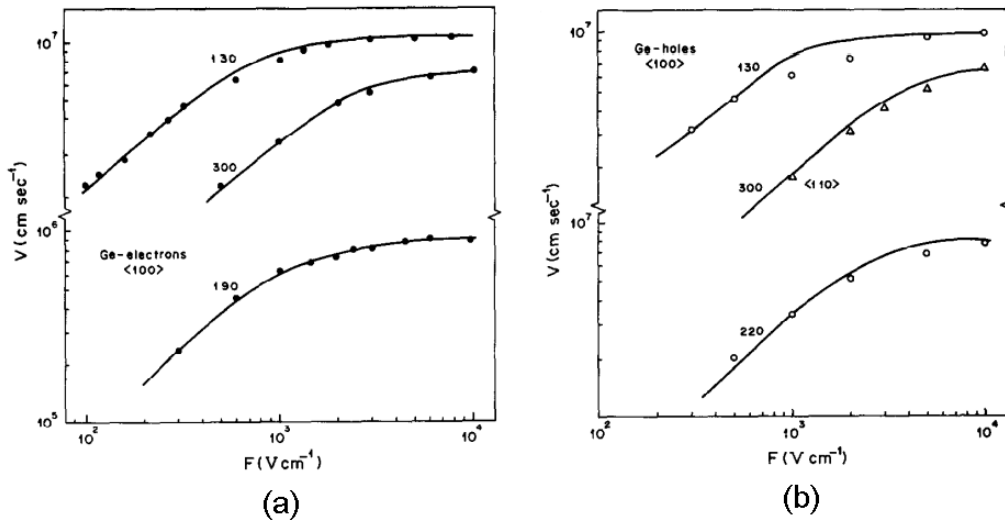 10⁷
130
300
V (cm sec⁻¹)
10⁶
Ge-electrons
<100>
190
10⁵
10² 10³ 10⁴
F (V cm⁻¹)
(a)
10⁷
Ge-holes
<100>
130
300
<110>
V (cm sec⁻¹)
10⁷
220
10⁶
10² 10³ 10⁴
F (V cm⁻¹)
(b)